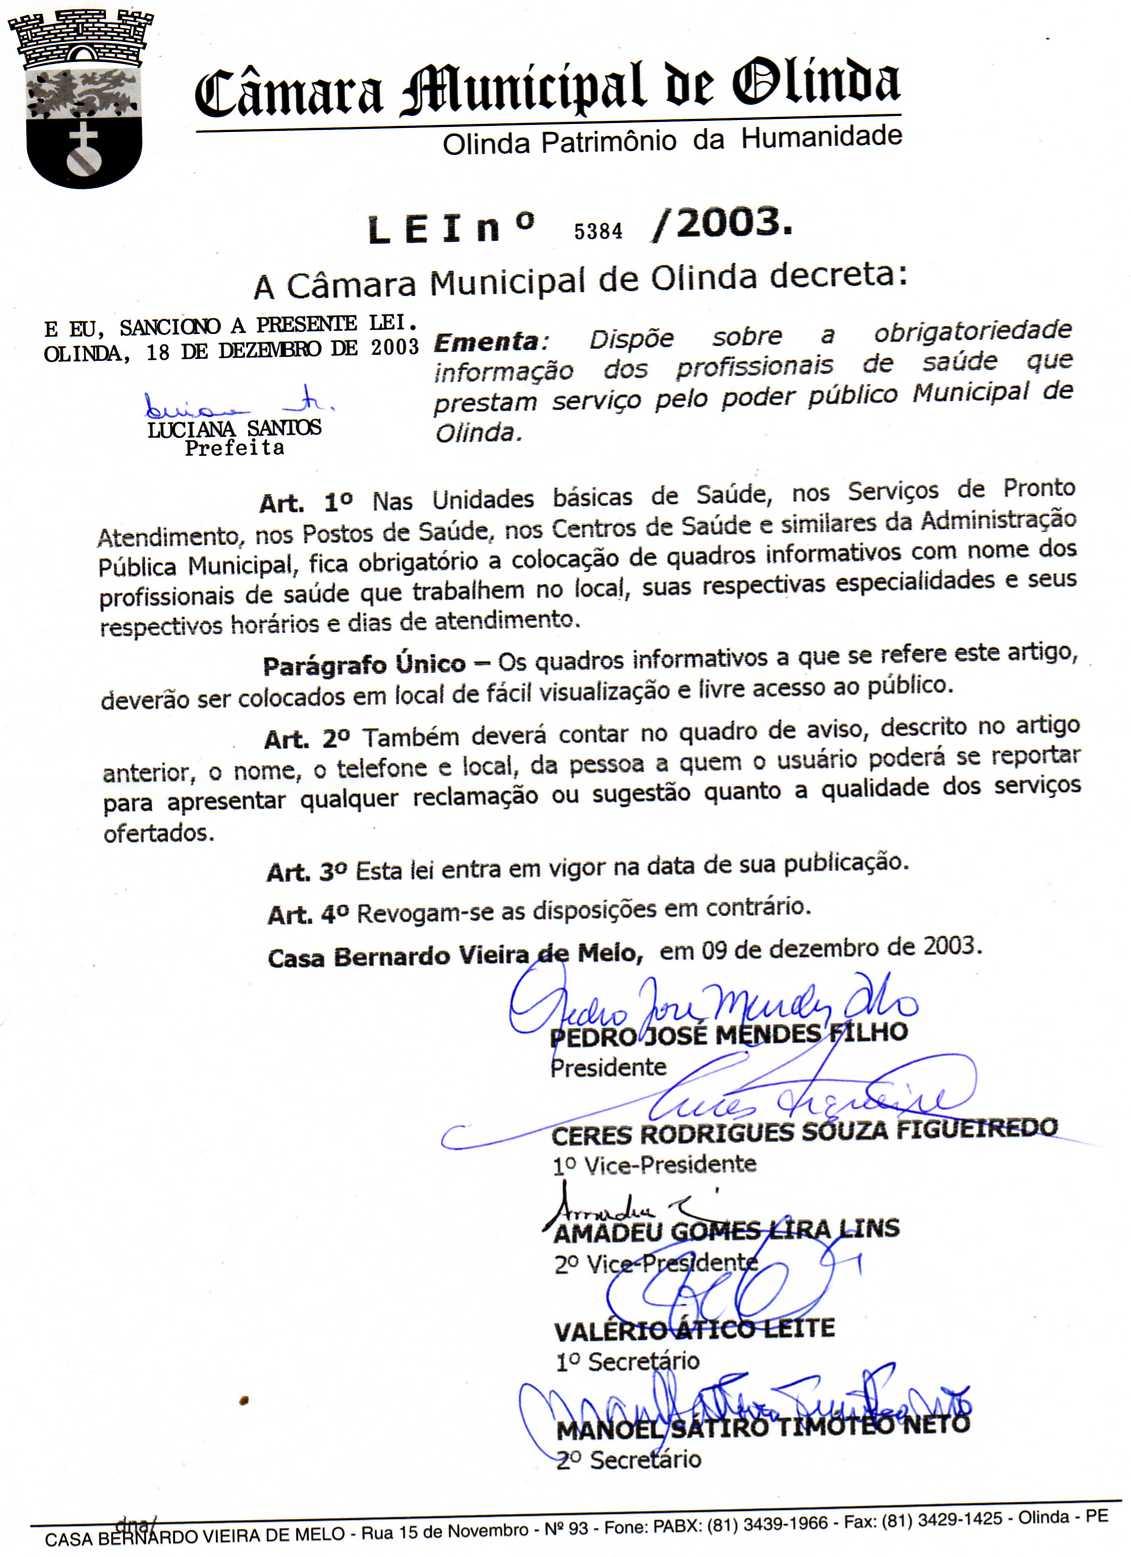 Câmara Municipal de Olinda
Olinda Patrimônio da Humanidade
L E I n º 5384 /2003.
A Câmara Municipal de Olinda decreta:
E EU, SANCIONO A PRESENTE LEI.
OLINDA, 18 DE DEZEMBRO DE 2003
LUCIANA SANTOS
Prefeita
Ementa: Dispõe sobre a obrigatoriedade
informação dos profissionais de saúde que
prestam serviço pelo poder público Municipal de
Olinda.
Art. 1º Nas Unidades básicas de Saúde, nos Serviços de Pronto
Atendimento, nos Postos de Saúde, nos Centros de Saúde e similares da Administração
Pública Municipal, fica obrigatório a colocação de quadros informativos com nome dos
profissionais de saúde que trabalhem no local, suas respectivas especialidades e seus
respectivos horários e dias de atendimento.
Parágrafo Único – Os quadros informativos a que se refere este artigo,
deverão ser colocados em local de fácil visualização e livre acesso ao público.
Art. 2º Também deverá contar no quadro de aviso, descrito no artigo
anterior, o nome, o telefone e local, da pessoa a quem o usuário poderá se reportar
para apresentar qualquer reclamação ou sugestão quanto a qualidade dos serviços
ofertados.
Art. 3º Esta lei entra em vigor na data de sua publicação.
Art. 4º Revogam-se as disposições em contrário.
Casa Bernardo Vieira de Melo, em 09 de dezembro de 2003.
Pedro José Mendes Filho
PEDRO JOSÉ MENDES FILHO
Presidente
Ceres Figueiredo
CERES RODRIGUES SOUZA FIGUEIREDO
1º Vice-Presidente
Amadeu
AMADEU GOMES LIRA LINS
2º Vice-Presidente
VALÉRIO ÁTICO LEITE
1º Secretário
Manoel Sátiro Timóteo Neto
MANOEL SÁTIRO TIMÓTEO NETO
2º Secretário
dna/
CASA BERNARDO VIEIRA DE MELO - Rua 15 de Novembro - Nº 93 - Fone: PABX: (81) 3439-1966 - Fax: (81) 3429-1425 - Olinda - PE